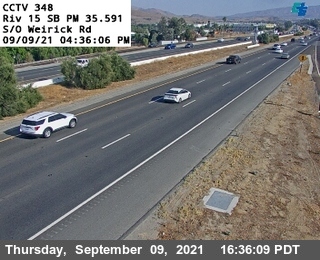 CCTV 348
Riv 15 SB PM 35.591
S/O Weirick Rd
09/09/21 04:36:06 PM
Thursday, September 09, 2021 16:36:09 PDT